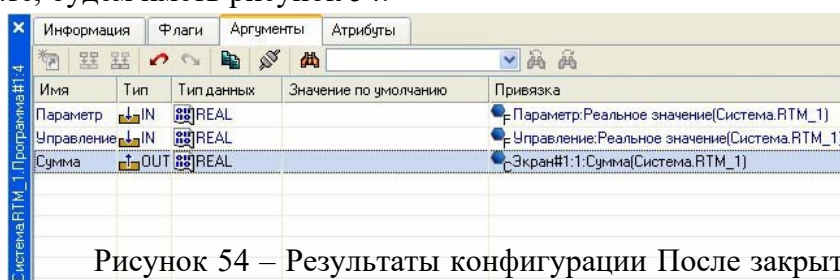 Информация Флаги Аргументы Атрибуты
Имя Тип Тип данных Значение по умолчанию Привязка
Параметр IN REAL Параметр:Реальное значение(Система.RTM_1)
Управление IN REAL Управление:Реальное значение(Система.RTM_1
Сумма OUT REAL Экран#1:1:Сумма(Система.RTM_1)
Система.RTM_1.Программа#1:4
Рисунок 54 – Результаты конфигурации После закрыт